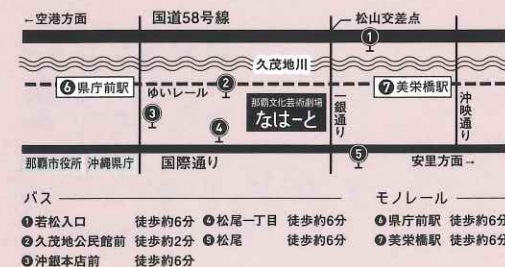 ←空港方面
国道58号線
松山交差点
❶
久茂地川
❻県庁前駅
ゆいレール
❷
❼美栄橋駅
❸
❹
那覇文化芸術劇場
なはーと
一銀通り
沖映通り
❺
那覇市役所 沖縄県庁
国際通り
安里方面→
バス
❶若松入口 徒歩約6分 ❹松尾一丁目 徒歩約6分
❷久茂地公民館前 徒歩約2分 ❺松尾 徒歩約6分
❸沖銀本店前 徒歩約6分
モノレール
❻県庁前駅 徒歩約6分
❼美栄橋駅 徒歩約6分